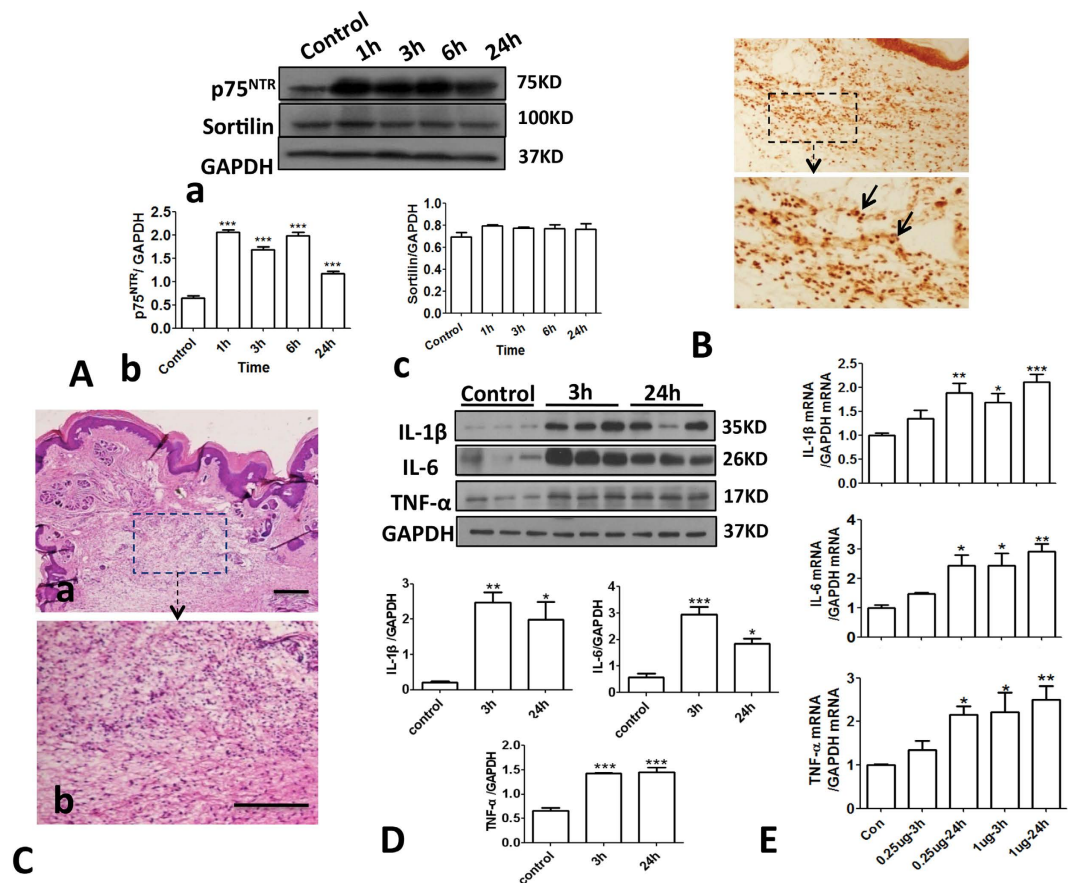 Control 1h 3h 6h 24h
p75NTR 75KD
Sortilin 100KD
GAPDH 37KD
a
p75NTR/ GAPDH
2.5
2.0
1.5
1.0
0.5
0.0
*** *** *** ***
Control 1h 3h 6h 24h
Time
b
Sortilin/GAPDH
1.0
0.8
0.6
0.4
0.2
0.0
Control 1h 3h 6h 24h
Time
c
A
B
a
b
C
Control 3h 24h
IL-1β 35KD
IL-6 26KD
TNF-α 17KD
GAPDH 37KD
IL-1β /GAPDH
3
2
1
0
** *
control 3h 24h
IL-6/GAPDH
4
3
2
1
0
*** *
control 3h 24h
TNF-α /GAPDH
1.5
1.0
0.5
0.0
*** ***
control 3h 24h
D
IL-1β mRNA
/GAPDH mRNA
2.5
2.0
1.5
1.0
0.5
0.0
** * ***
IL-6 mRNA
/GAPDH mRNA
4
3
2
1
0
* * **
TNF-α mRNA
/GAPDH mRNA
3
2
1
0
* * **
Con 0.25ug-3h 0.25ug-24h 1ug-3h 1ug-24h
E